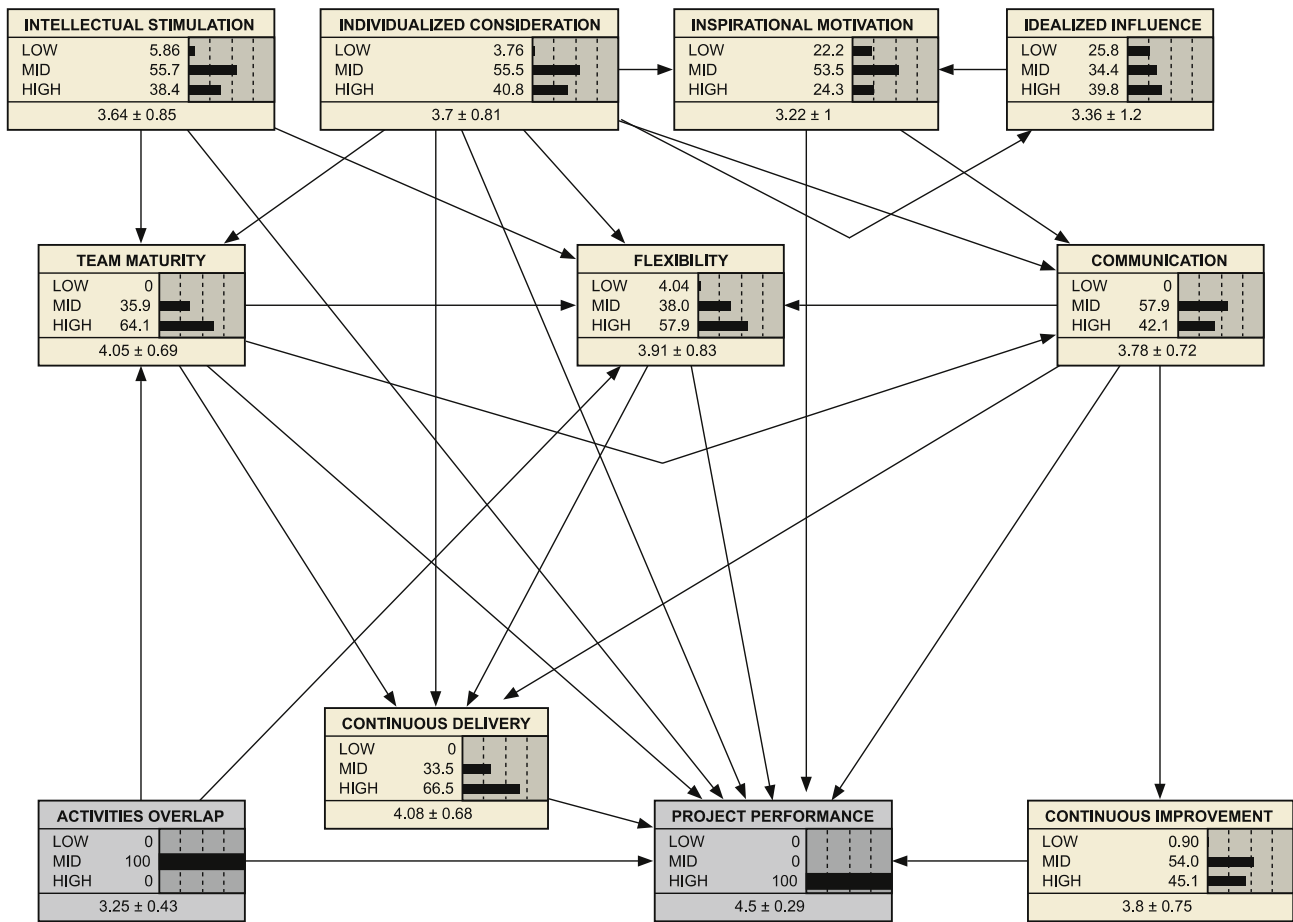 INTELLECTUAL STIMULATION
LOW 5.86
MID 55.7
HIGH 38.4
3.64 ± 0.85
INDIVIDUALIZED CONSIDERATION
LOW 3.76
MID 55.5
HIGH 40.8
3.7 ± 0.81
INSPIRATIONAL MOTIVATION
LOW 22.2
MID 53.5
HIGH 24.3
3.22 ± 1
IDEALIZED INFLUENCE
LOW 25.8
MID 34.4
HIGH 39.8
3.36 ± 1.2
TEAM MATURITY
LOW 0
MID 35.9
HIGH 64.1
4.05 ± 0.69
FLEXIBILITY
LOW 4.04
MID 38.0
HIGH 57.9
3.91 ± 0.83
COMMUNICATION
LOW 0
MID 57.9
HIGH 42.1
3.78 ± 0.72
CONTINUOUS DELIVERY
LOW 0
MID 33.5
HIGH 66.5
4.08 ± 0.68
ACTIVITIES OVERLAP
LOW 0
MID 100
HIGH 0
3.25 ± 0.43
PROJECT PERFORMANCE
LOW 0
MID 0
HIGH 100
4.5 ± 0.29
CONTINUOUS IMPROVEMENT
LOW 0.90
MID 54.0
HIGH 45.1
3.8 ± 0.75